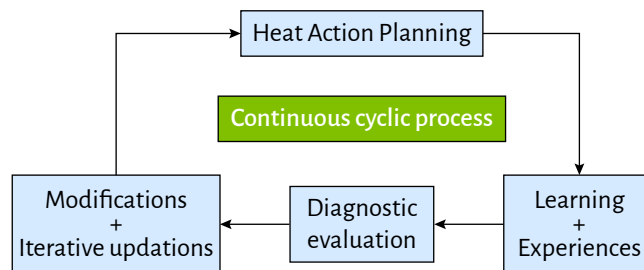 Heat Action Planning
Continuous cyclic process
Modifications
+
Iterative updations
Diagnostic
evaluation
Learning
+
Experiences